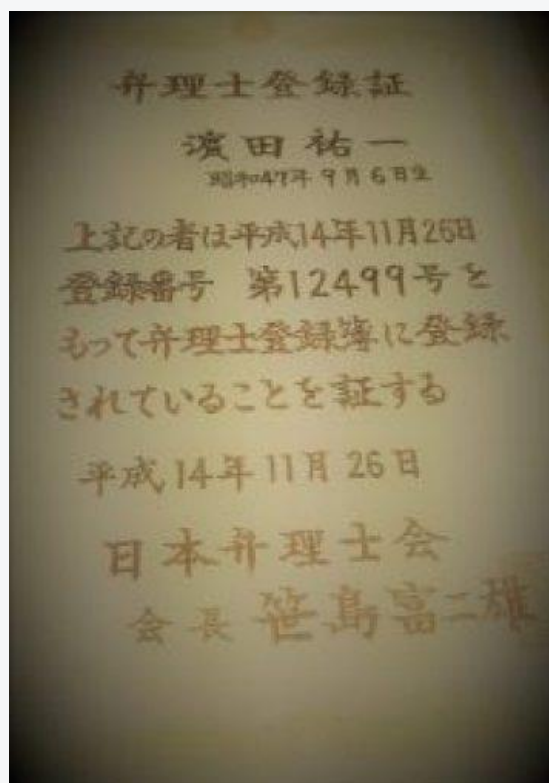 弁理士登録証
濱田祐一
昭和47年9月6日生
上記の者は平成14年11月26日
登録番号 第12499号を
もって弁理士登録簿に登録
されていることを証する
平成14年11月26日
日本弁理士会
会長 笹島富二雄